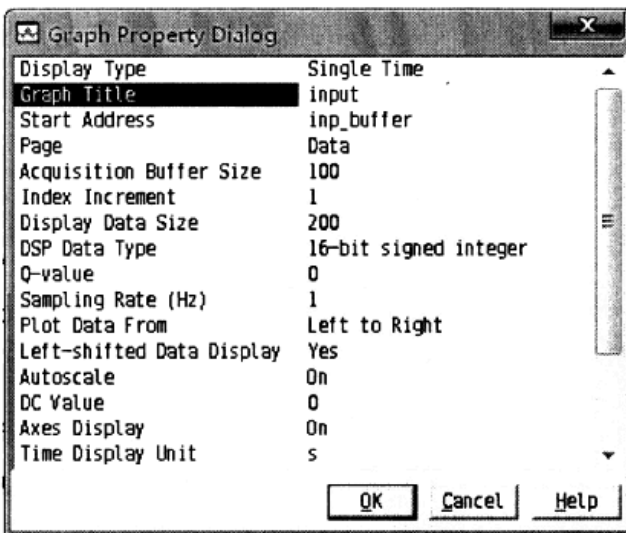 Graph Property Dialog
Display Type Single Time
Graph Title input
Start Address inp_buffer
Page Data
Acquisition Buffer Size 100
Index Increment 1
Display Data Size 200
DSP Data Type 16-bit signed integer
Q-value 0
Sampling Rate (Hz) 1
Plot Data From Left to Right
Left-shifted Data Display Yes
Autoscale On
DC Value 0
Axes Display On
Time Display Unit s
OK Cancel Help